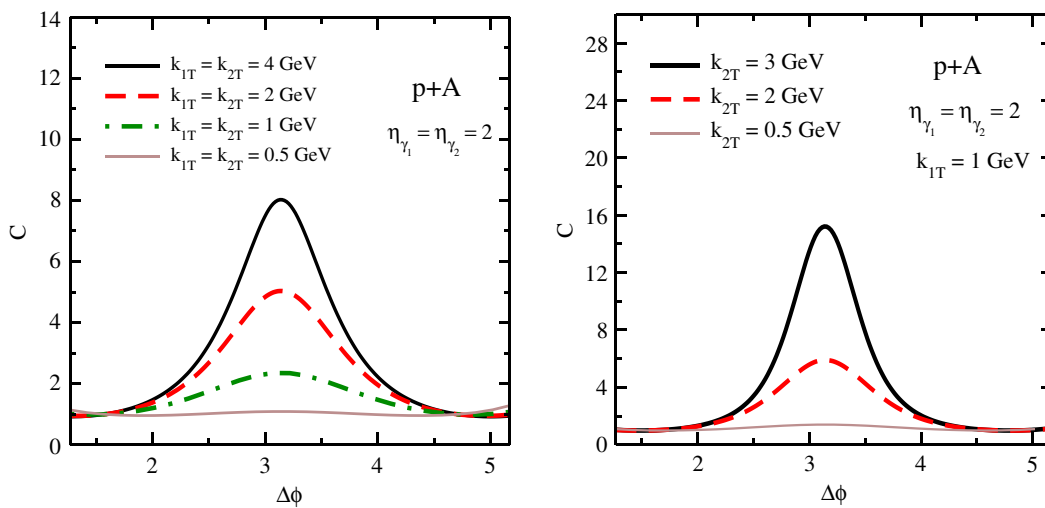 14
12
10
8
6
4
2
0
C
k1T = k2T = 4 GeV
k1T = k2T = 2 GeV
k1T = k2T = 1 GeV
k1T = k2T = 0.5 GeV
p+A
ηγ1 = ηγ2 = 2
2 3 4 5
Δϕ
28
24
20
16
12
8
4
0
C
k2T = 3 GeV
k2T = 2 GeV
k2T = 0.5 GeV
p+A
ηγ1 = ηγ2 = 2
k1T = 1 GeV
2 3 4 5
Δϕ